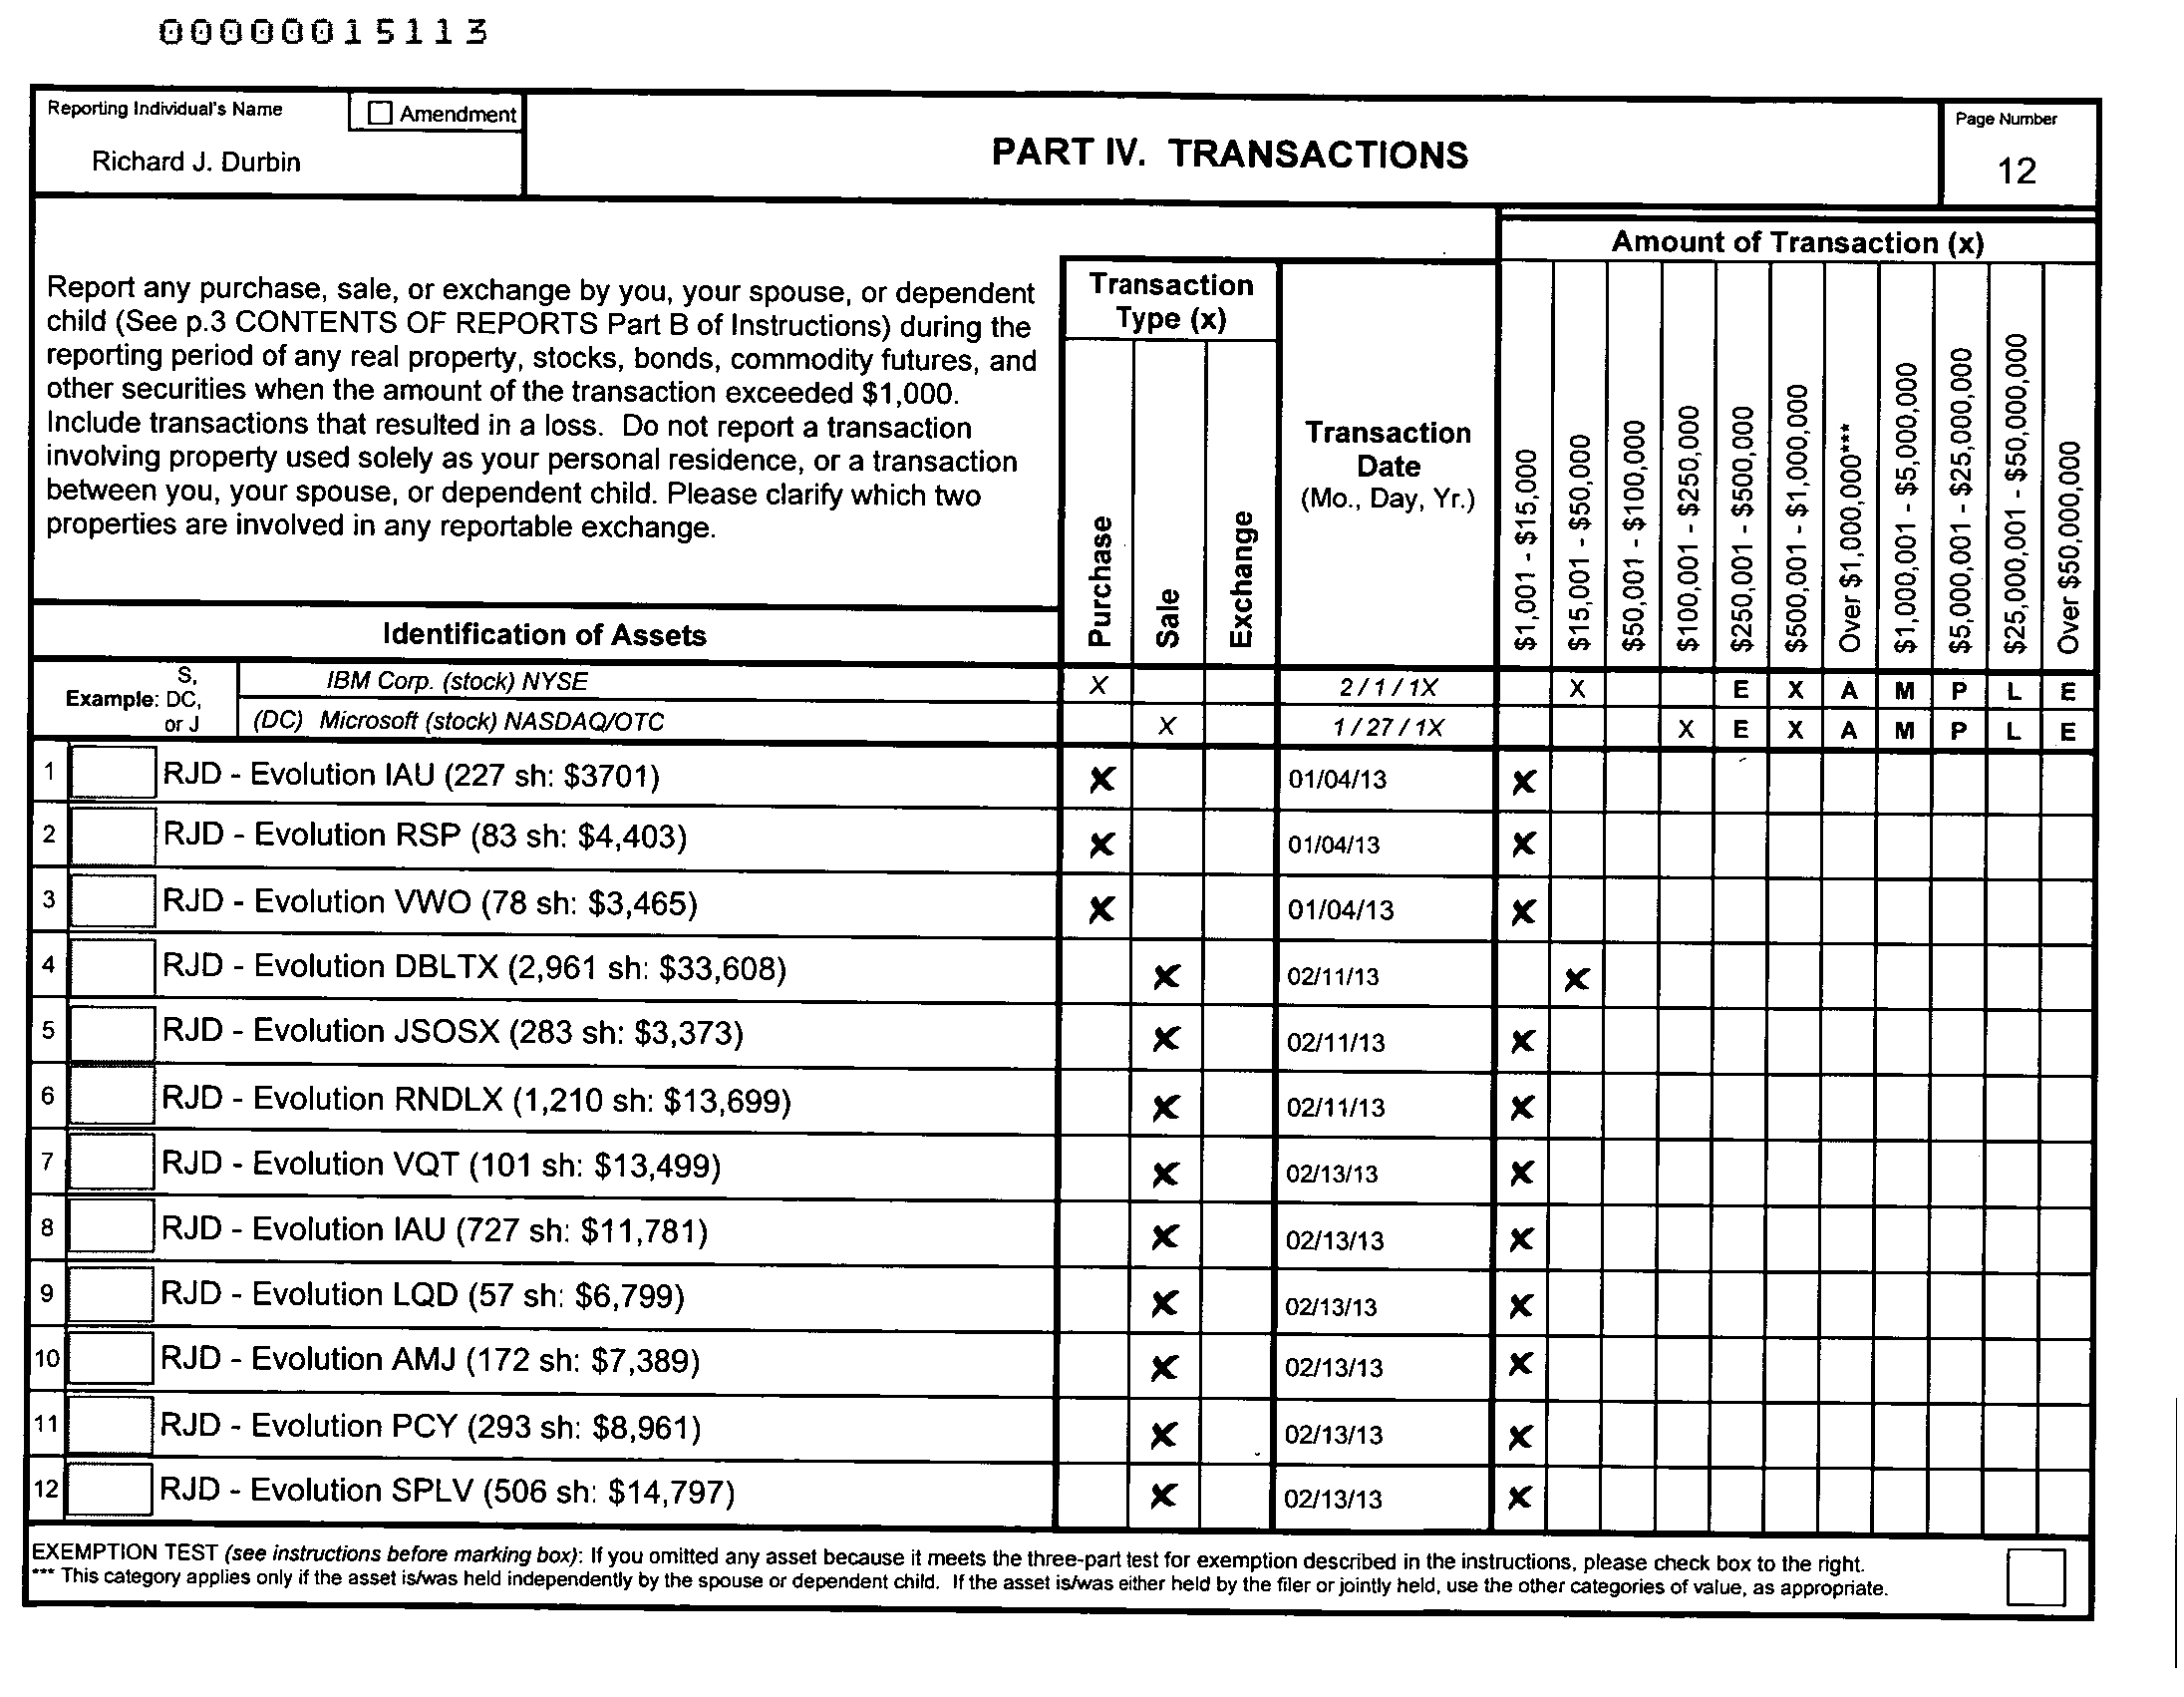 00000015113
Reporting Individual's Name
Amendment
Richard J. Durbin
PART IV. TRANSACTIONS
Page Number
12
Report any purchase, sale, or exchange by you, your spouse, or dependent
child (See p.3 CONTENTS OF REPORTS Part B of Instructions) during the
reporting period of any real property, stocks, bonds, commodity futures, and
other securities when the amount of the transaction exceeded $1,000.
Include transactions that resulted in a loss. Do not report a transaction
involving property used solely as your personal residence, or a transaction
between you, your spouse, or dependent child. Please clarify which two
properties are involved in any reportable exchange.
Identification of Assets
Transaction
Type (x)
Purchase
Sale
Exchange
Transaction
Date
(Mo., Day, Yr.)
Amount of Transaction (x)
$1,001 - $15,000
$15,001 - $50,000
$50,001 - $100,000
$100,001 - $250,000
$250,001 - $500,000
$500,001 - $1,000,000
Over $1,000,000***
$1,000,001 - $5,000,000
$5,000,001 - $25,000,000
$25,000,001 - $50,000,000
Over $50,000,000
Example: S, DC, or J
IBM Corp. (stock) NYSE X 2 / 1 / 1X X E X A M P L E
(DC) Microsoft (stock) NASDAQ/OTC X 1 / 27 / 1X X E X A M P L E
1 RJD - Evolution IAU (227 sh: $3701) X 01/04/13 X
2 RJD - Evolution RSP (83 sh: $4,403) X 01/04/13 X
3 RJD - Evolution VWO (78 sh: $3,465) X 01/04/13 X
4 RJD - Evolution DBLTX (2,961 sh: $33,608) X 02/11/13 X
5 RJD - Evolution JSOSX (283 sh: $3,373) X 02/11/13 X
6 RJD - Evolution RNDLX (1,210 sh: $13,699) X 02/11/13 X
7 RJD - Evolution VQT (101 sh: $13,499) X 02/13/13 X
8 RJD - Evolution IAU (727 sh: $11,781) X 02/13/13 X
9 RJD - Evolution LQD (57 sh: $6,799) X 02/13/13 X
10 RJD - Evolution AMJ (172 sh: $7,389) X 02/13/13 X
11 RJD - Evolution PCY (293 sh: $8,961) X 02/13/13 X
12 RJD - Evolution SPLV (506 sh: $14,797) X 02/13/13 X
EXEMPTION TEST (see instructions before marking box): If you omitted any asset because it meets the three-part test for exemption described in the instructions, please check box to the right.
*** This category applies only if the asset is/was held independently by the spouse or dependent child. If the asset is/was either held by the filer or jointly held, use the other categories of value, as appropriate.